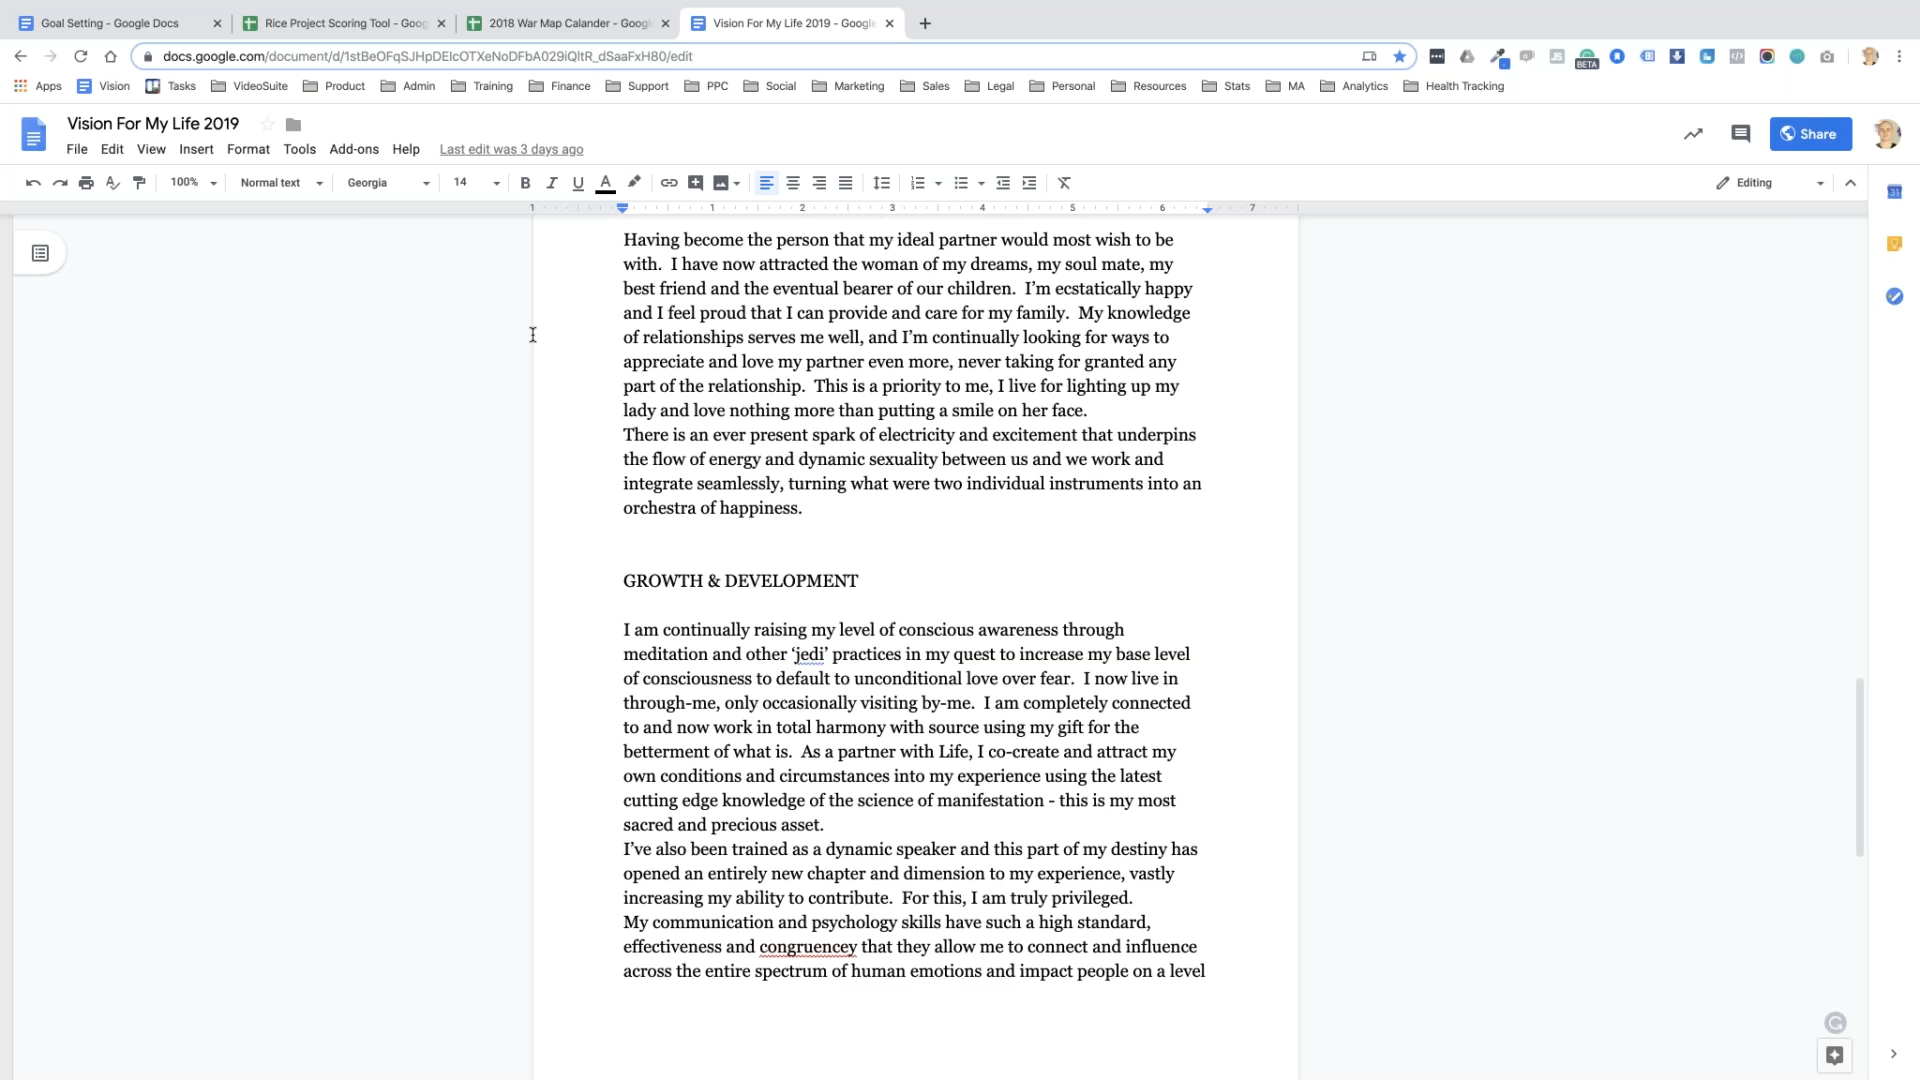 Goal Setting - Google Docs
Rice Project Scoring Tool - Goog
2018 War Map Calander - Google
Vision For My Life 2019 - Google
docs.google.com/document/d/1stBeOFqSJHpDEIcOTXeNoDFbA029iQltR_dSaaFxH80/edit
BETA
Apps Vision Tasks VideoSuite Product Admin Training Finance Support PPC Social Marketing Sales Legal Personal Resources Stats MA Analytics Health Tracking
Vision For My Life 2019
Share
File Edit View Insert Format Tools Add-ons Help Last edit was 3 days ago
100% Normal text Georgia 14 B I U A Editing
31
1 1 2 3 4 5 6 7
Having become the person that my ideal partner would most wish to be
with.  I have now attracted the woman of my dreams, my soul mate, my
best friend and the eventual bearer of our children.  I’m ecstatically happy
and I feel proud that I can provide and care for my family.  My knowledge
of relationships serves me well, and I’m continually looking for ways to
appreciate and love my partner even more, never taking for granted any
part of the relationship.  This is a priority to me, I live for lighting up my
lady and love nothing more than putting a smile on her face.
There is an ever present spark of electricity and excitement that underpins
the flow of energy and dynamic sexuality between us and we work and
integrate seamlessly, turning what were two individual instruments into an
orchestra of happiness.
GROWTH & DEVELOPMENT
I am continually raising my level of conscious awareness through
meditation and other ‘jedi’ practices in my quest to increase my base level
of consciousness to default to unconditional love over fear.  I now live in
through-me, only occasionally visiting by-me.  I am completely connected
to and now work in total harmony with source using my gift for the
betterment of what is.  As a partner with Life, I co-create and attract my
own conditions and circumstances into my experience using the latest
cutting edge knowledge of the science of manifestation - this is my most
sacred and precious asset.
I’ve also been trained as a dynamic speaker and this part of my destiny has
opened an entirely new chapter and dimension to my experience, vastly
increasing my ability to contribute.  For this, I am truly privileged.
My communication and psychology skills have such a high standard,
effectiveness and congruencey that they allow me to connect and influence
across the entire spectrum of human emotions and impact people on a level